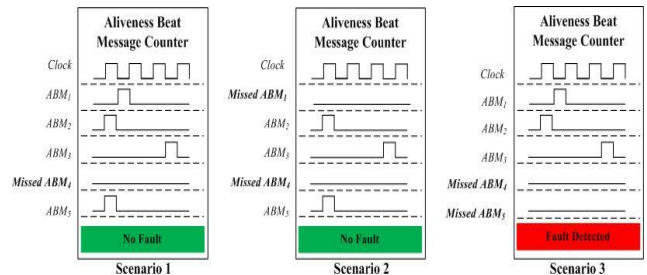 Aliveness Beat
Message Counter
Clock
ABM1
ABM2
ABM3
Missed ABM4
ABM5
No Fault
Scenario 1
Aliveness Beat
Message Counter
Clock
Missed ABM1
ABM2
ABM3
Missed ABM4
ABM5
No Fault
Scenario 2
Aliveness Beat
Message Counter
Clock
ABM1
ABM2
ABM3
Missed ABM4
Missed ABM5
Fault Detected
Scenario 3